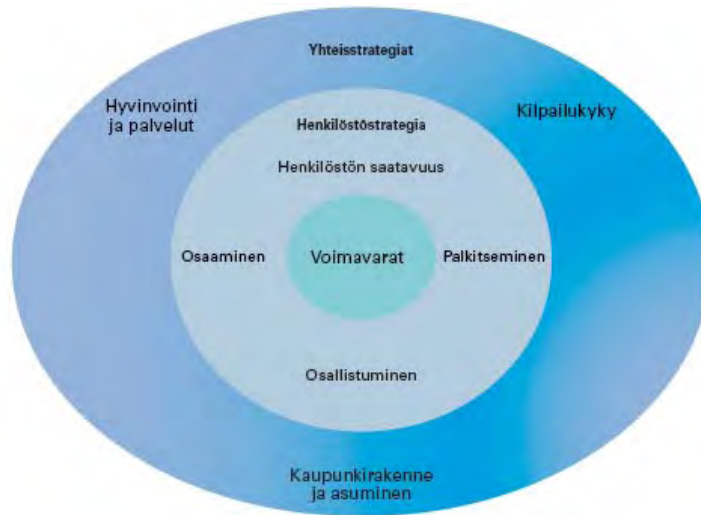 Yhteisstrategiat
Hyvinvointi
ja palvelut
Kilpailukyky
Henkilöstöstrategia
Henkilöstön saatavuus
Osaaminen
Voimavarat
Palkitseminen
Osallistuminen
Kaupunkirakenne
ja asuminen